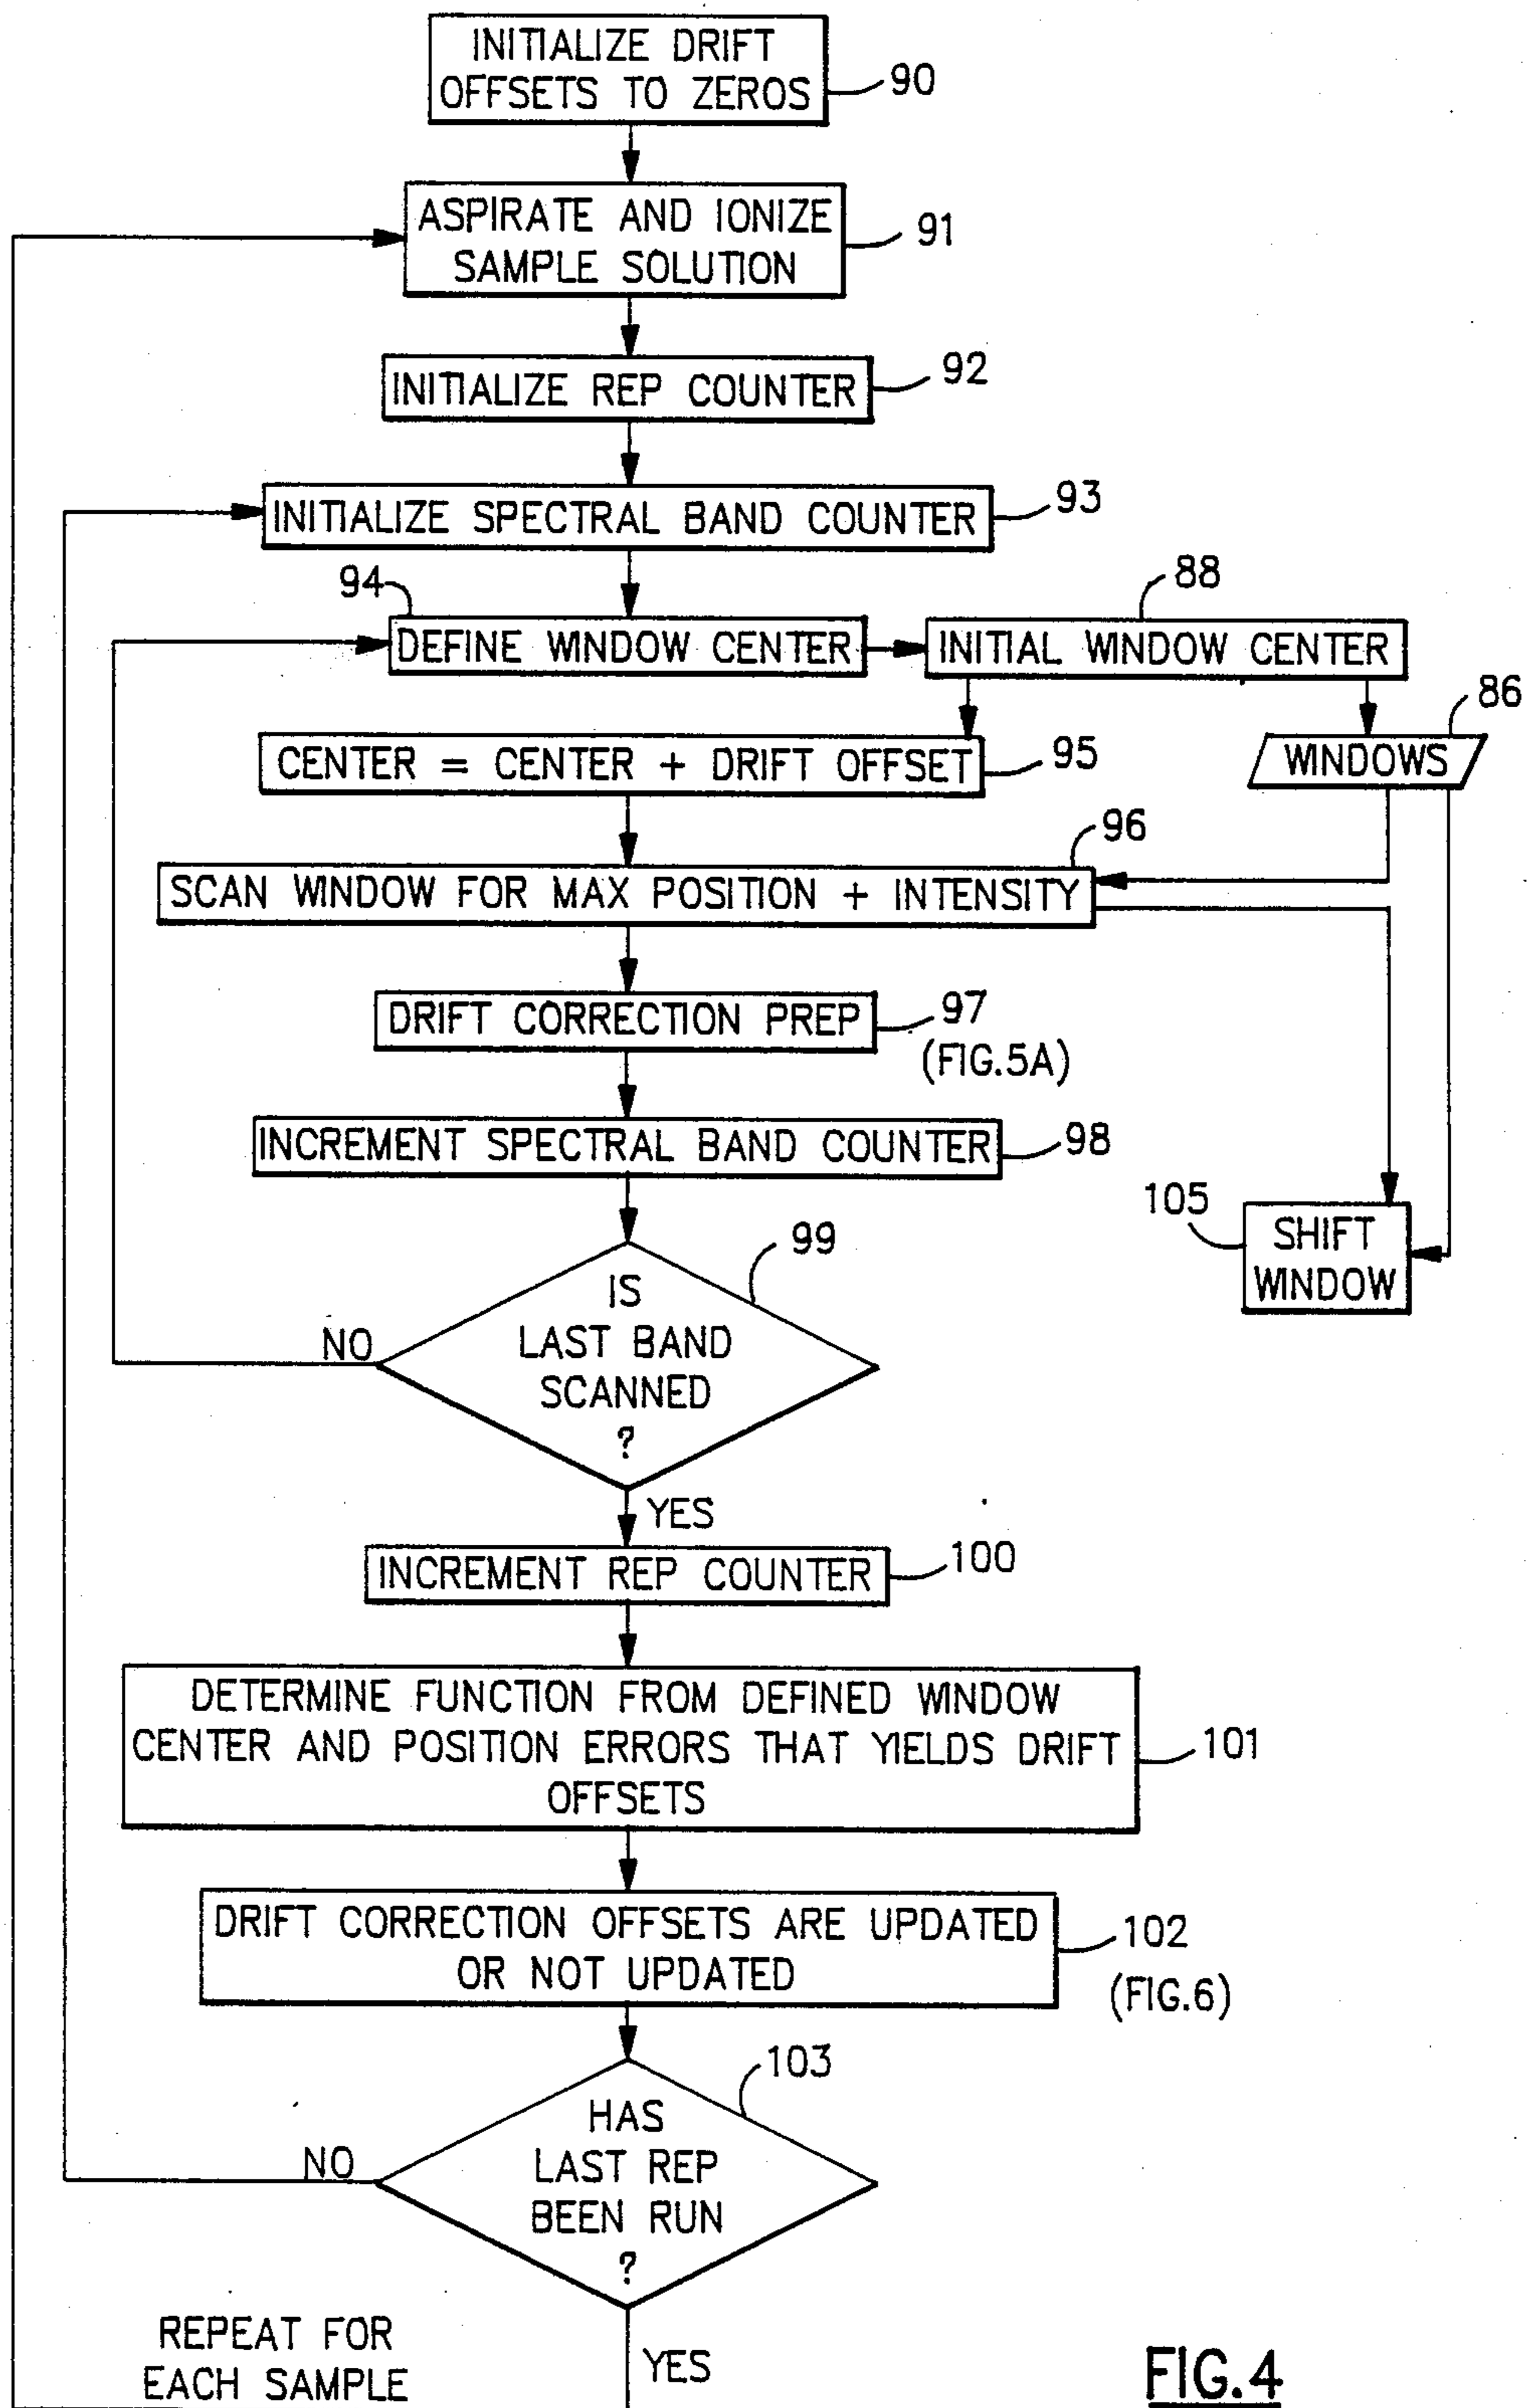 INITIALIZE DRIFT
OFFSETS TO ZEROS
90
ASPIRATE AND IONIZE
SAMPLE SOLUTION
91
INITIALIZE REP COUNTER
92
INITIALIZE SPECTRAL BAND COUNTER
93
94
DEFINE WINDOW CENTER
88
INITIAL WINDOW CENTER
86
WINDOWS
CENTER = CENTER + DRIFT OFFSET
95
96
SCAN WINDOW FOR MAX POSITION + INTENSITY
DRIFT CORRECTION PREP
97
(FIG.5A)
INCREMENT SPECTRAL BAND COUNTER
98
105
SHIFT
WINDOW
99
IS
LAST BAND
SCANNED
?
NO
YES
INCREMENT REP COUNTER
100
DETERMINE FUNCTION FROM DEFINED WINDOW
CENTER AND POSITION ERRORS THAT YIELDS DRIFT
OFFSETS
101
DRIFT CORRECTION OFFSETS ARE UPDATED
OR NOT UPDATED
102
(FIG.6)
103
HAS
LAST REP
BEEN RUN
?
NO
YES
REPEAT FOR
EACH SAMPLE
FIG.4